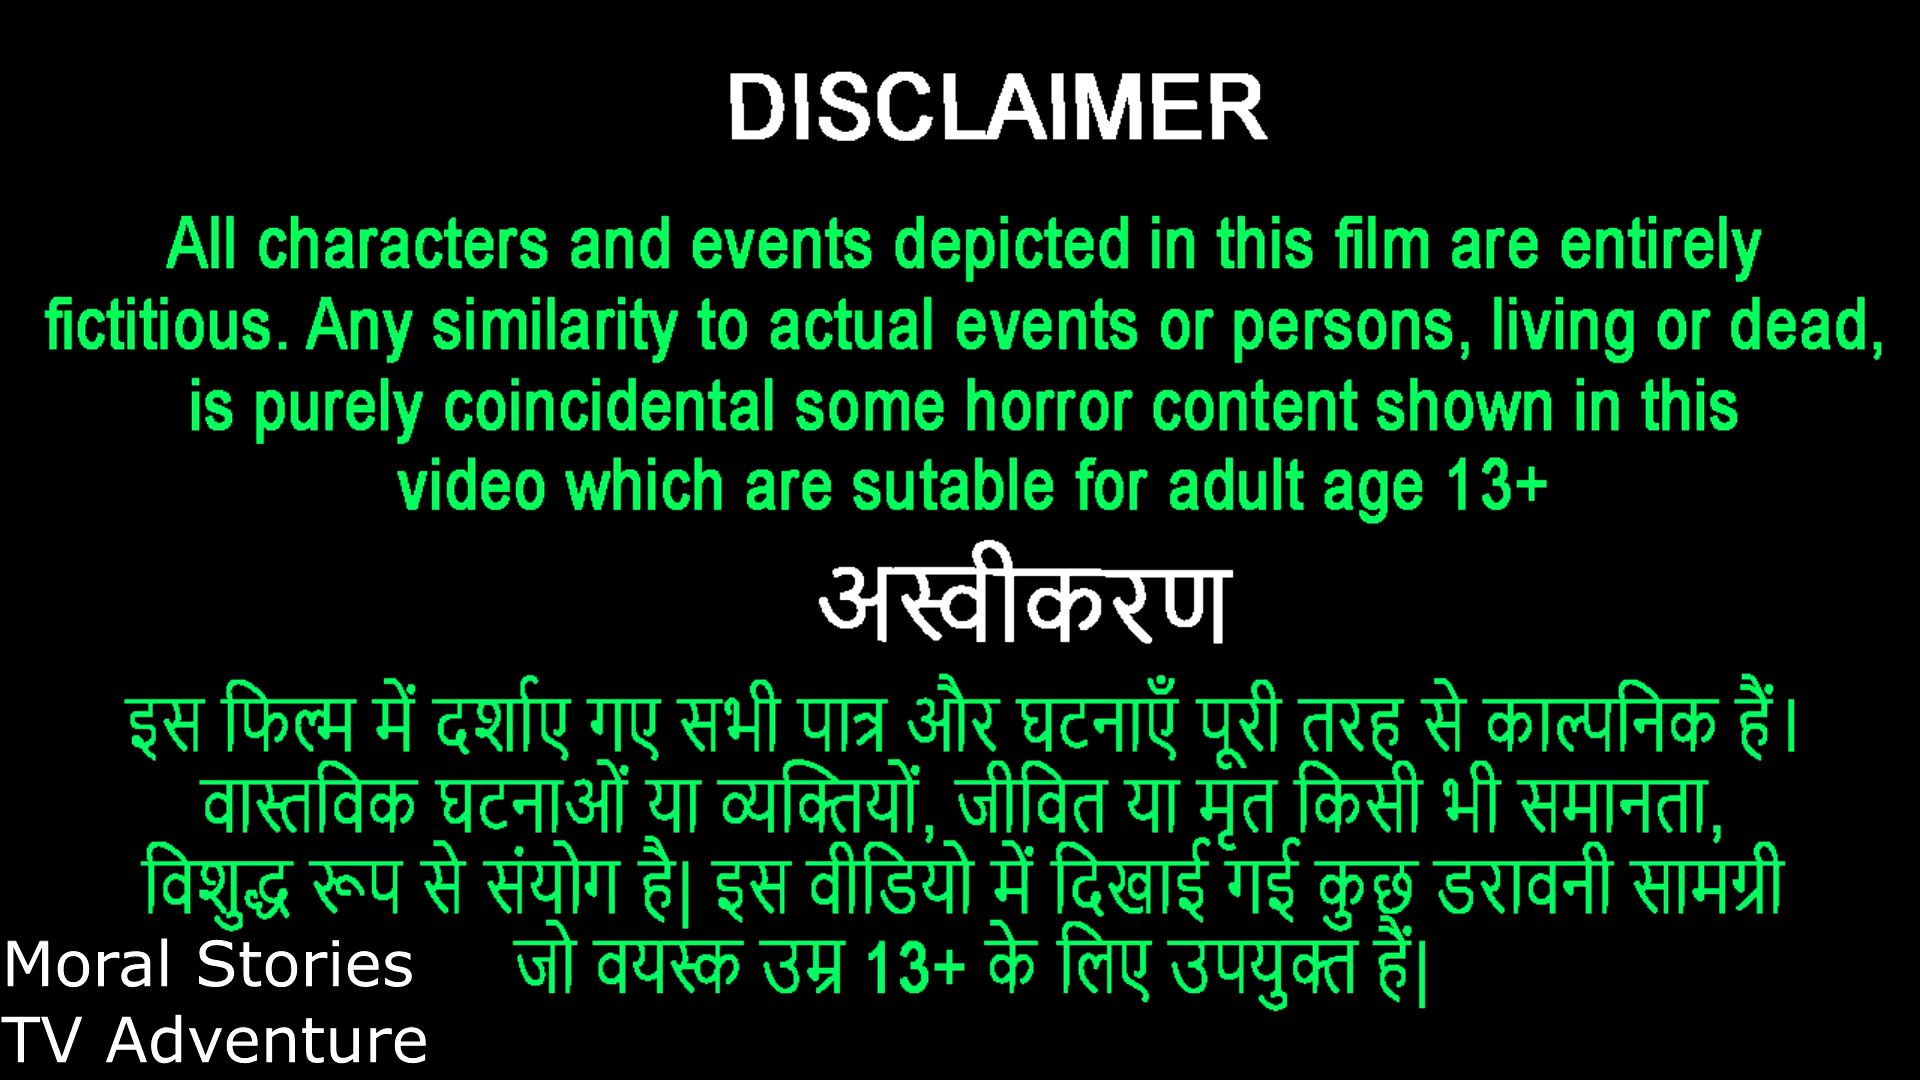 DISCLAIMER
All characters and events depicted in this film are entirely
fictitious. Any similarity to actual events or persons, living or dead,
is purely coincidental some horror content shown in this
video which are sutable for adult age 13+
अस्वीकरण
इस फिल्म में दर्शाए गए सभी पात्र और घटनाएँ पूरी तरह से काल्पनिक हैं।
वास्तविक घटनाओं या व्यक्तियों, जीवित या मृत किसी भी समानता,
विशुद्ध रूप से संयोग है| इस वीडियो में दिखाई गई कुछ डरावनी सामग्री
जो वयस्क उम्र 13+ के लिए उपयुक्त हैं|
Moral Stories
TV Adventure